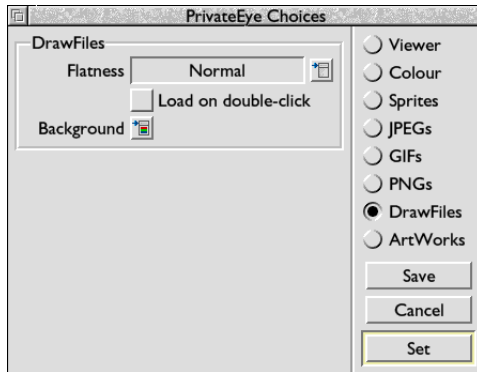 PrivateEye Choices
DrawFiles
Flatness Normal
Load on double-click
Background
Viewer
Colour
Sprites
JPEGs
GIFs
PNGs
DrawFiles
ArtWorks
Save
Cancel
Set